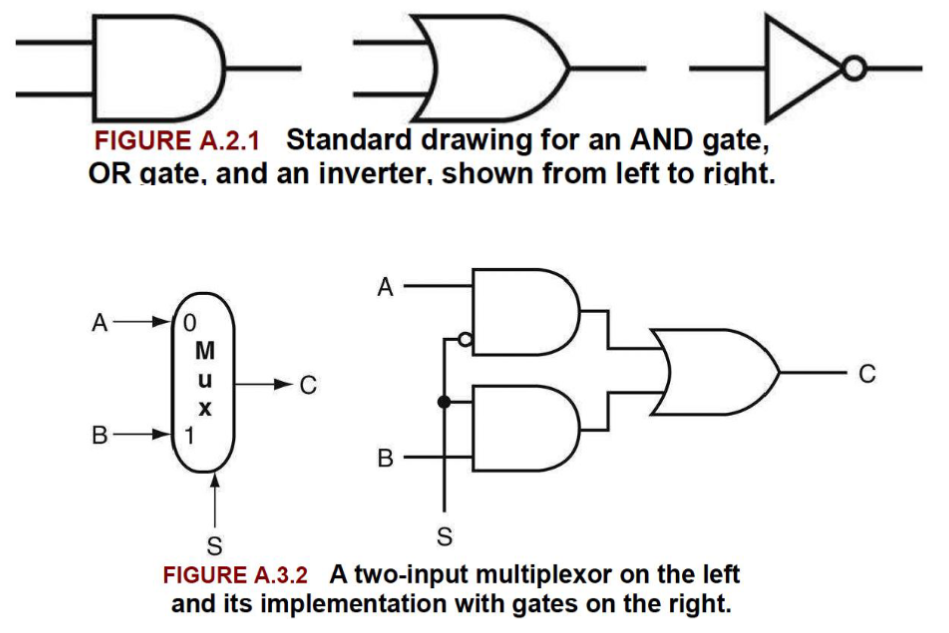 FIGURE A.2.1 Standard drawing for an AND gate,
OR gate, and an inverter, shown from left to right.
A
0
M
u
x
C
B
1
S
A
B
S
C
FIGURE A.3.2 A two-input multiplexor on the left
and its implementation with gates on the right.